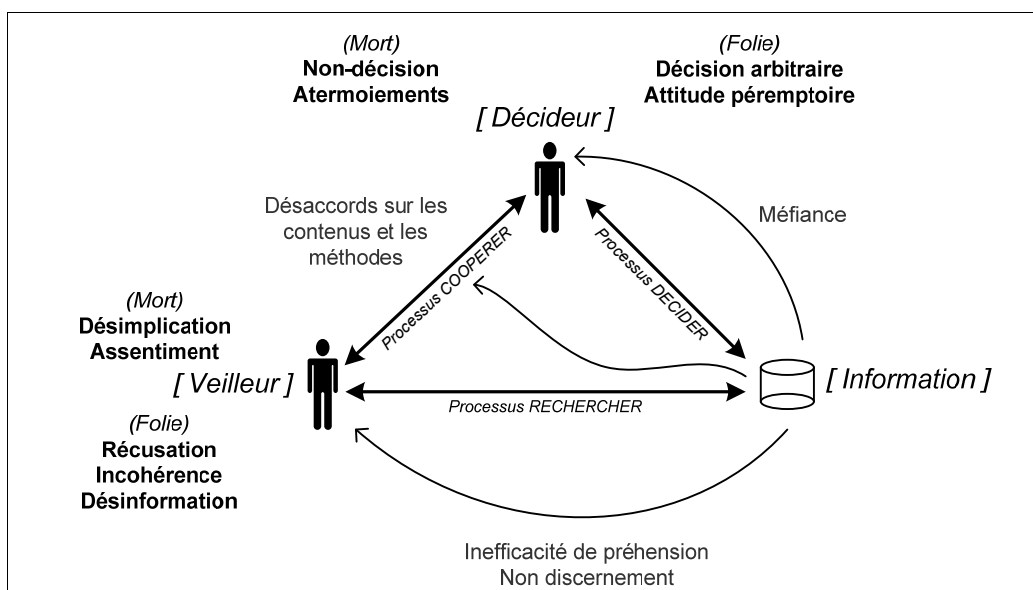 (Mort)
Non-décision
Atermoiements
(Folie)
Décision arbitraire
Attitude péremptoire
[ Décideur ]
Désaccords sur les
contenus et les
méthodes
Méfiance
Processus COOPERER
Processus DECIDER
(Mort)
Désimplication
Assentiment
[ Veilleur ]
[ Information ]
Processus RECHERCHER
(Folie)
Récusation
Incohérence
Désinformation
Inefficacité de préhension
Non discernement